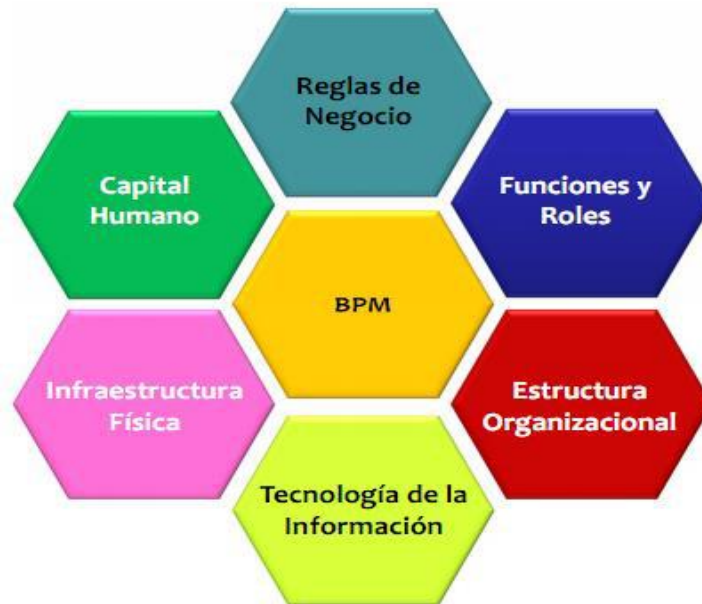 Reglas de
Negocio
Capital
Humano
Funciones y
Roles
BPM
Infraestructura
Física
Estructura
Organizacional
Tecnología de la
Información